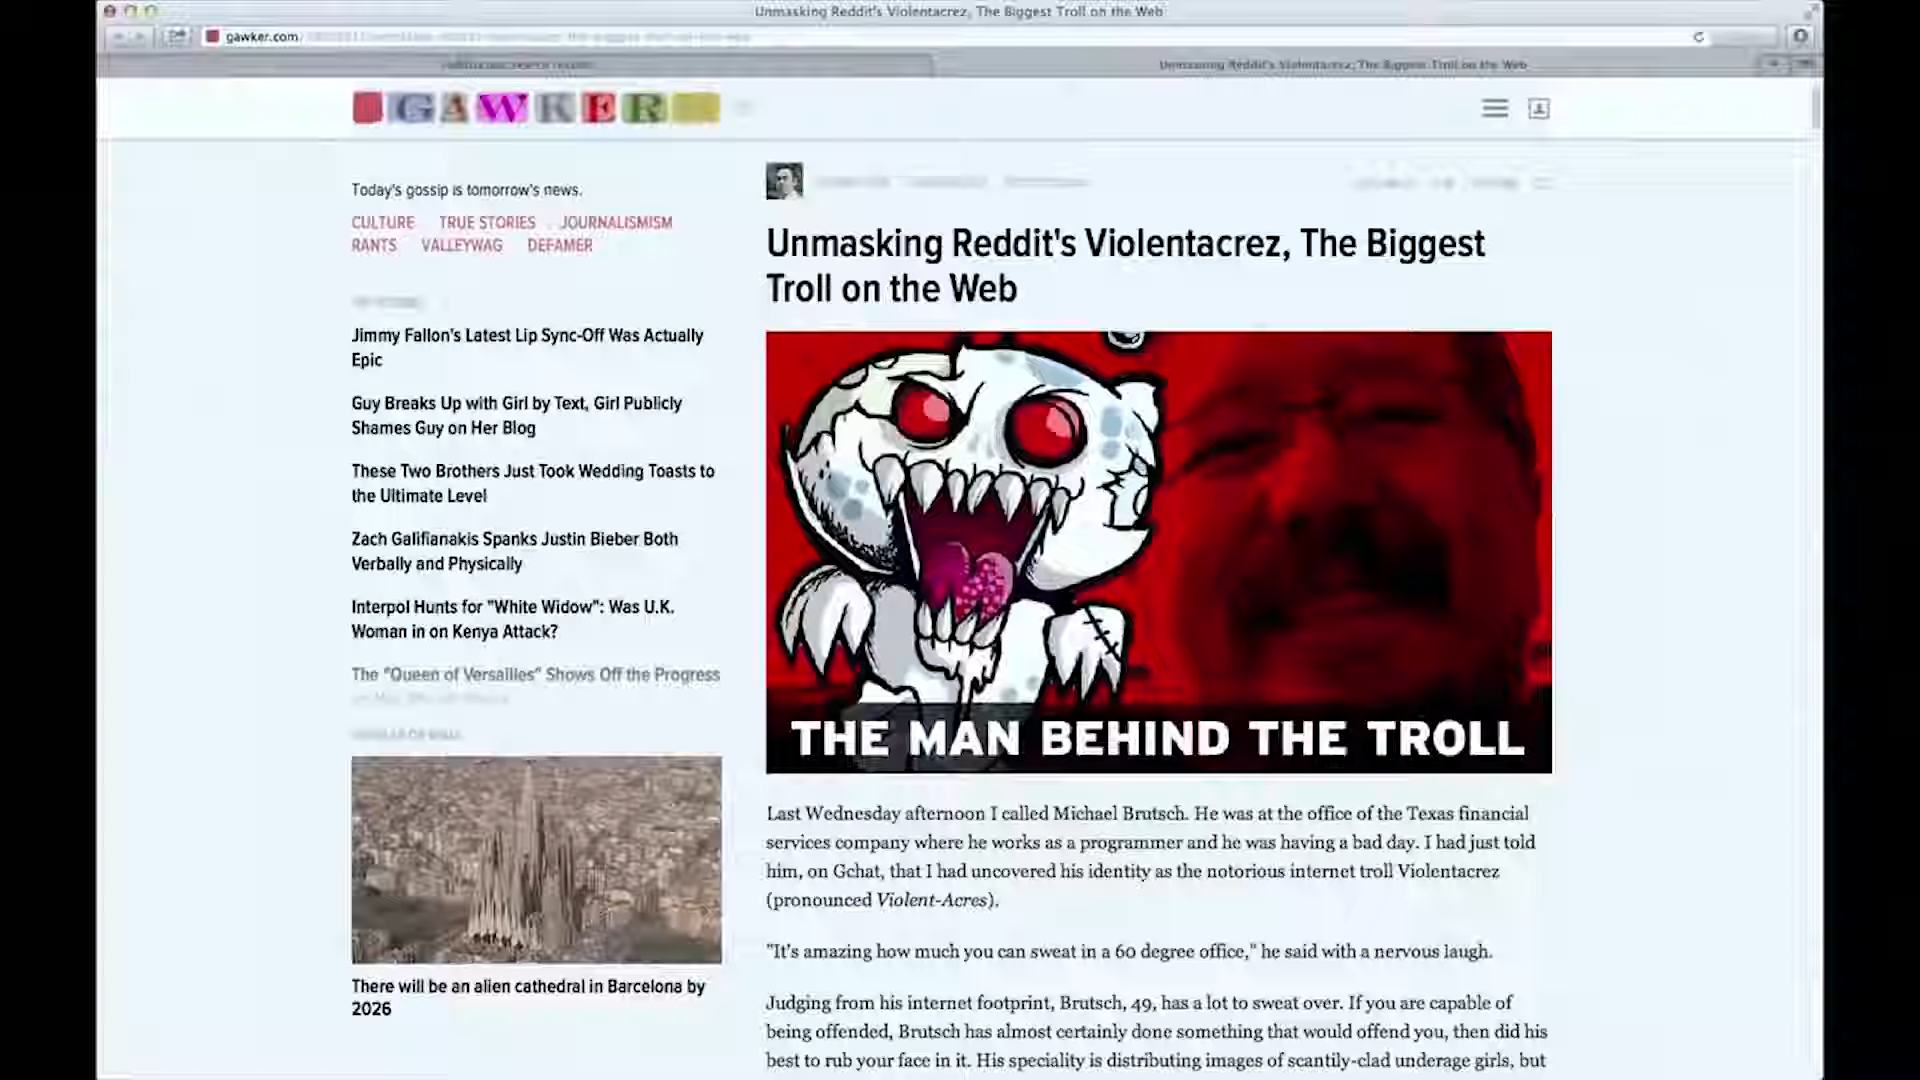 Unmasking Reddit's Violentacrez, The Biggest Troll on the Web
gawker.com
Unmasking Reddit's Violentacrez, The Biggest Troll on the Web
GAWKER
Today's gossip is tomorrow's news.
CULTURE TRUE STORIES JOURNALISMISM
RANTS VALLEYWAG DEFAMER
Jimmy Fallon's Latest Lip Sync-Off Was Actually
Epic
Guy Breaks Up with Girl by Text, Girl Publicly
Shames Guy on Her Blog
These Two Brothers Just Took Wedding Toasts to
the Ultimate Level
Zach Galifianakis Spanks Justin Bieber Both
Verbally and Physically
Interpol Hunts for "White Widow": Was U.K.
Woman in on Kenya Attack?
The "Queen of Versailles" Shows Off the Progress
There will be an alien cathedral in Barcelona by
2026
Unmasking Reddit's Violentacrez, The Biggest
Troll on the Web
THE MAN BEHIND THE TROLL
Last Wednesday afternoon I called Michael Brutsch. He was at the office of the Texas financial
services company where he works as a programmer and he was having a bad day. I had just told
him, on Gchat, that I had uncovered his identity as the notorious internet troll Violentacrez
(pronounced Violent-Acres).
"It's amazing how much you can sweat in a 60 degree office," he said with a nervous laugh.
Judging from his internet footprint, Brutsch, 49, has a lot to sweat over. If you are capable of
being offended, Brutsch has almost certainly done something that would offend you, then did his
best to rub your face in it. His speciality is distributing images of scantily-clad underage girls, but